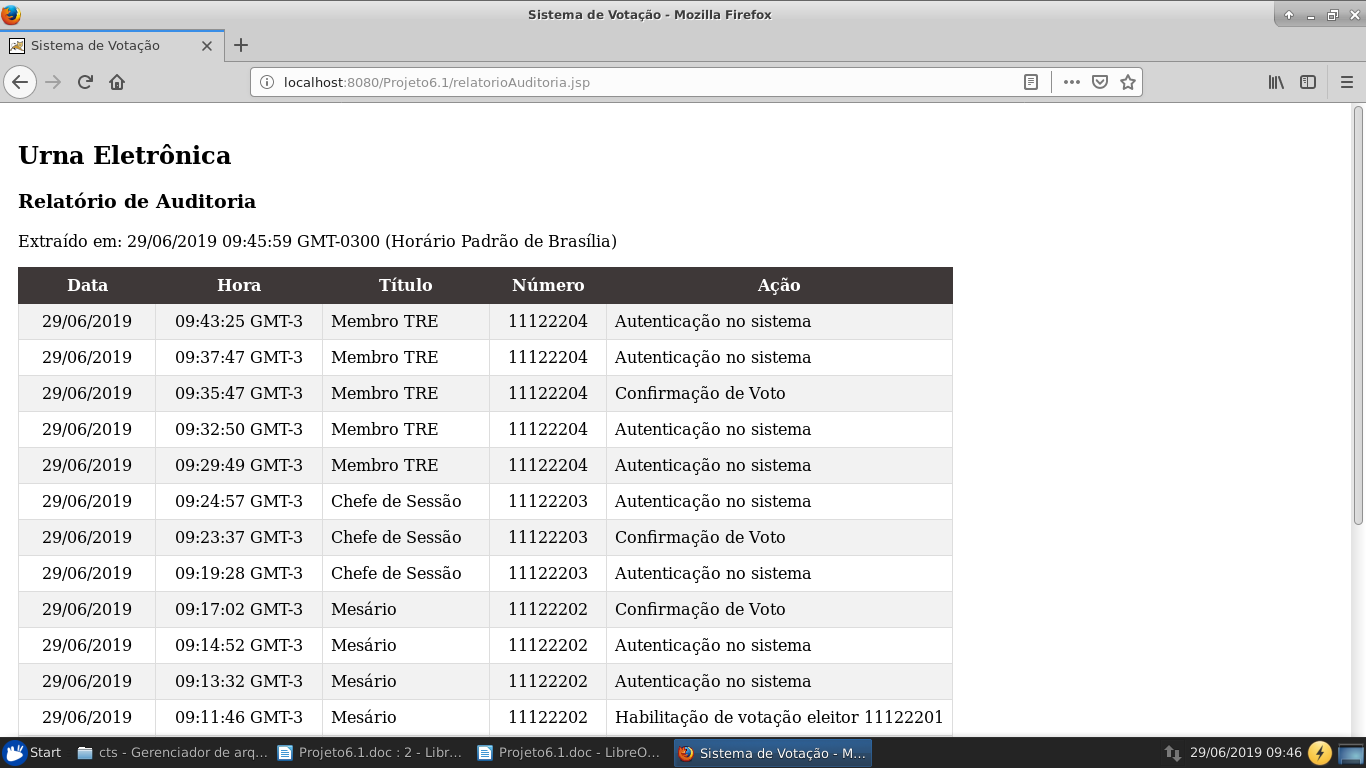 Sistema de Votação - Mozilla Firefox
Sistema de Votação
localhost:8080/Projeto6.1/relatorioAuditoria.jsp
Urna Eletrônica
Relatório de Auditoria
Extraído em: 29/06/2019 09:45:59 GMT-0300 (Horário Padrão de Brasília)
Data Hora Título Número Ação
29/06/2019 09:43:25 GMT-3 Membro TRE 11122204 Autenticação no sistema
29/06/2019 09:37:47 GMT-3 Membro TRE 11122204 Autenticação no sistema
29/06/2019 09:35:47 GMT-3 Membro TRE 11122204 Confirmação de Voto
29/06/2019 09:32:50 GMT-3 Membro TRE 11122204 Autenticação no sistema
29/06/2019 09:29:49 GMT-3 Membro TRE 11122204 Autenticação no sistema
29/06/2019 09:24:57 GMT-3 Chefe de Sessão 11122203 Autenticação no sistema
29/06/2019 09:23:37 GMT-3 Chefe de Sessão 11122203 Confirmação de Voto
29/06/2019 09:19:28 GMT-3 Chefe de Sessão 11122203 Autenticação no sistema
29/06/2019 09:17:02 GMT-3 Mesário 11122202 Confirmação de Voto
29/06/2019 09:14:52 GMT-3 Mesário 11122202 Autenticação no sistema
29/06/2019 09:13:32 GMT-3 Mesário 11122202 Autenticação no sistema
29/06/2019 09:11:46 GMT-3 Mesário 11122202 Habilitação de votação eleitor 11122201
Start cts - Gerenciador de arq... Projeto6.1.doc : 2 - Libr... Projeto6.1.doc - LibreO... Sistema de Votação - M... 29/06/2019 09:46